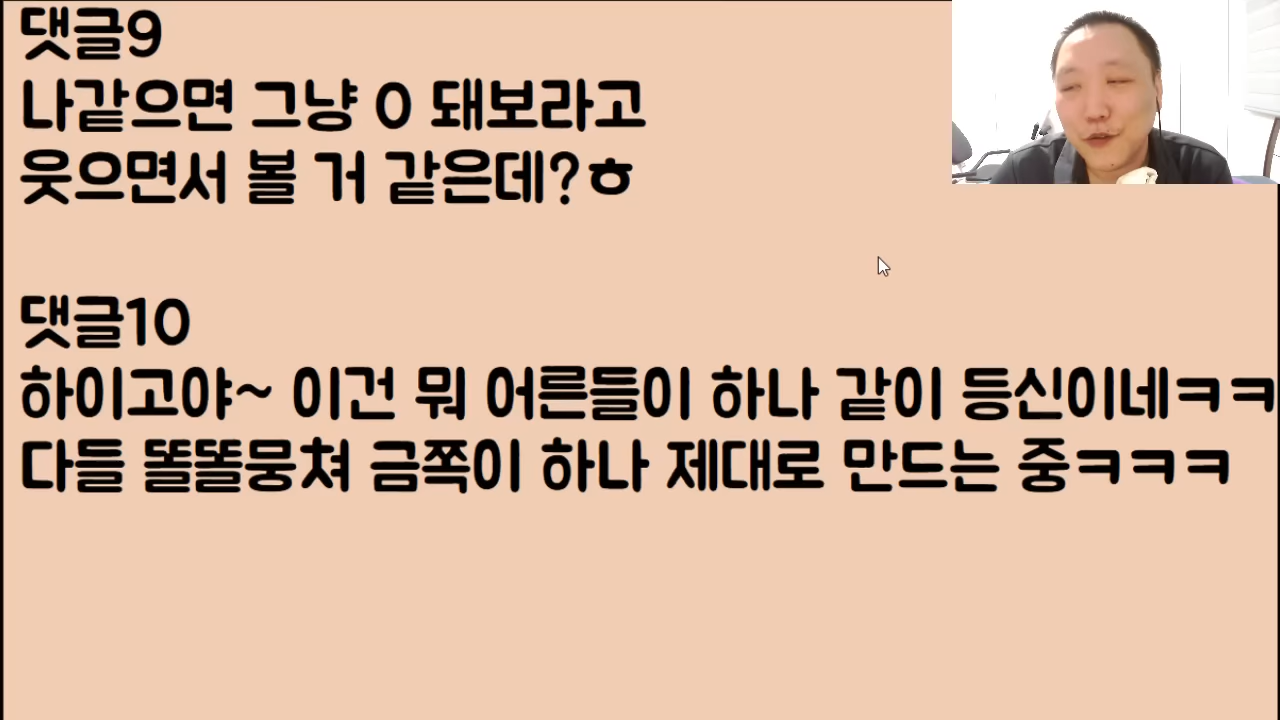 댓글9
나같으면 그냥 0 돼보라고
웃으면서 볼 거 같은데?ㅎ
댓글10
하이고야~ 이건 뭐 어른들이 하나 같이 등신이네ㅋㅋ
다들 똘똘뭉쳐 금쪽이 하나 제대로 만드는 중ㅋㅋㅋ